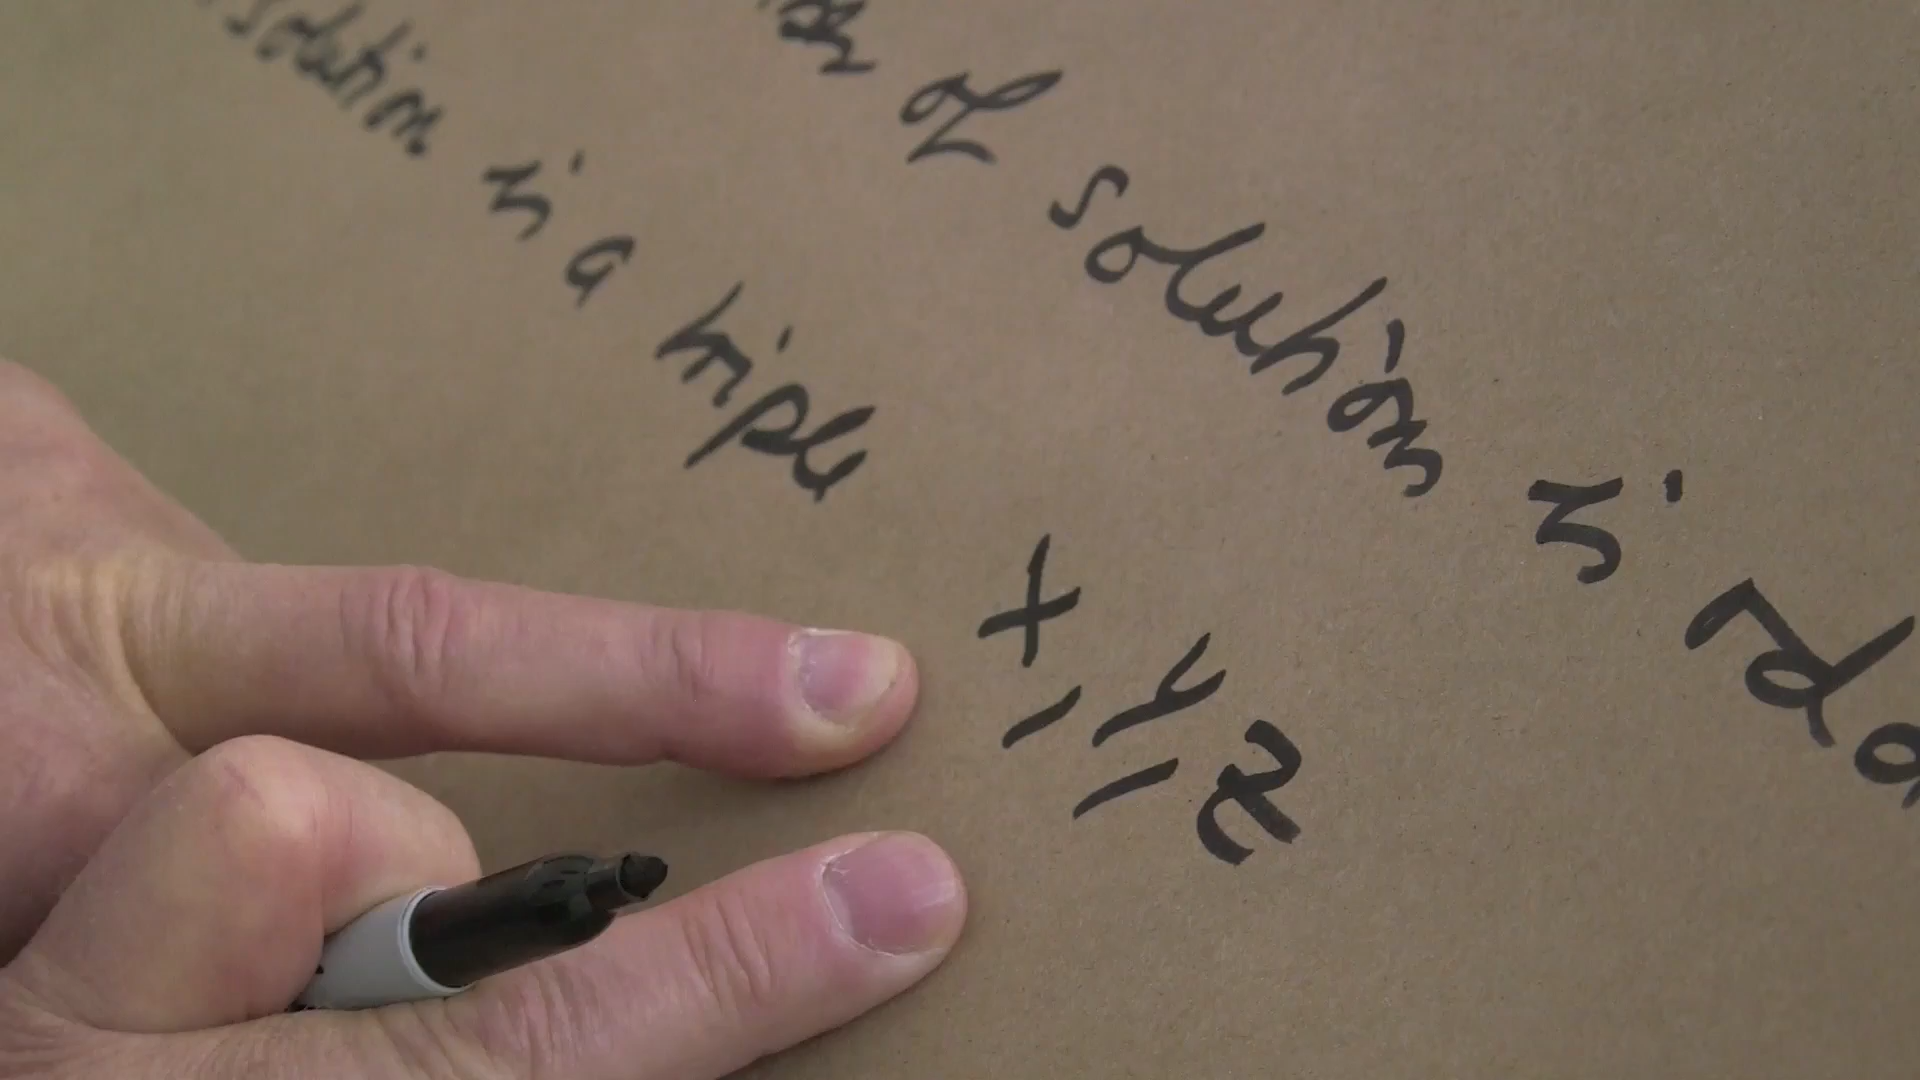 of solution is
solution is a triple x, y, z